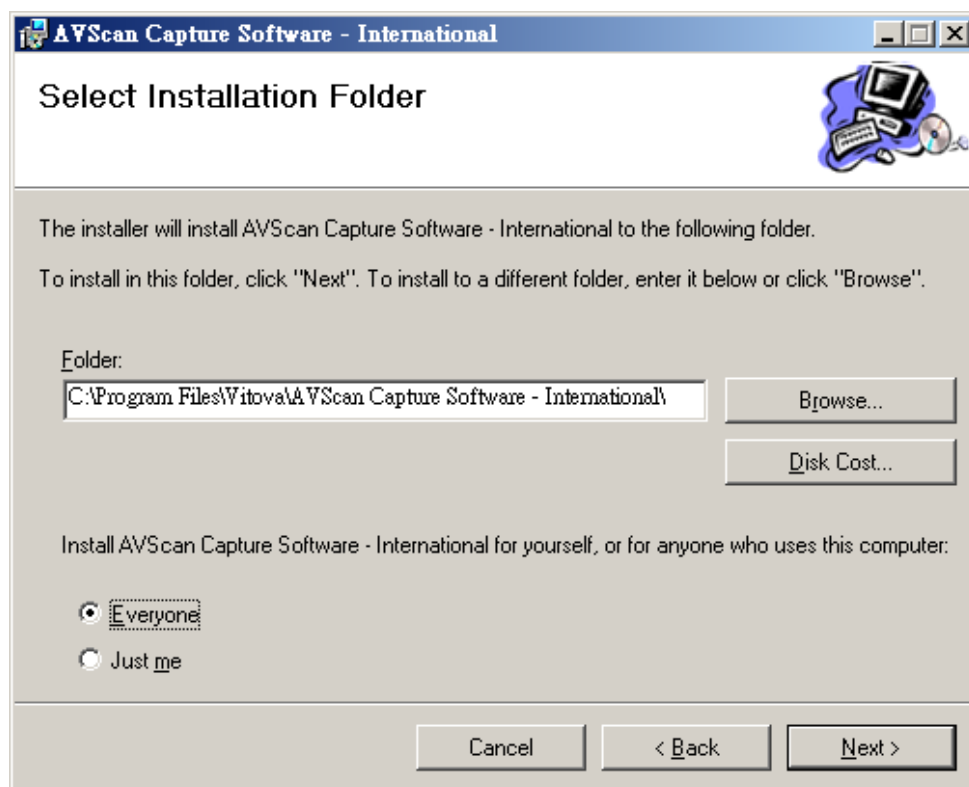 AVScan Capture Software - International
Select Installation Folder
The installer will install AVScan Capture Software - International to the following folder.
To install in this folder, click "Next". To install to a different folder, enter it below or click "Browse".
Folder:
C:\Program Files\Vitova\AVScan Capture Software - International\
Browse...
Disk Cost...
Install AVScan Capture Software - International for yourself, or for anyone who uses this computer:
Everyone
Just me
Cancel
< Back
Next >